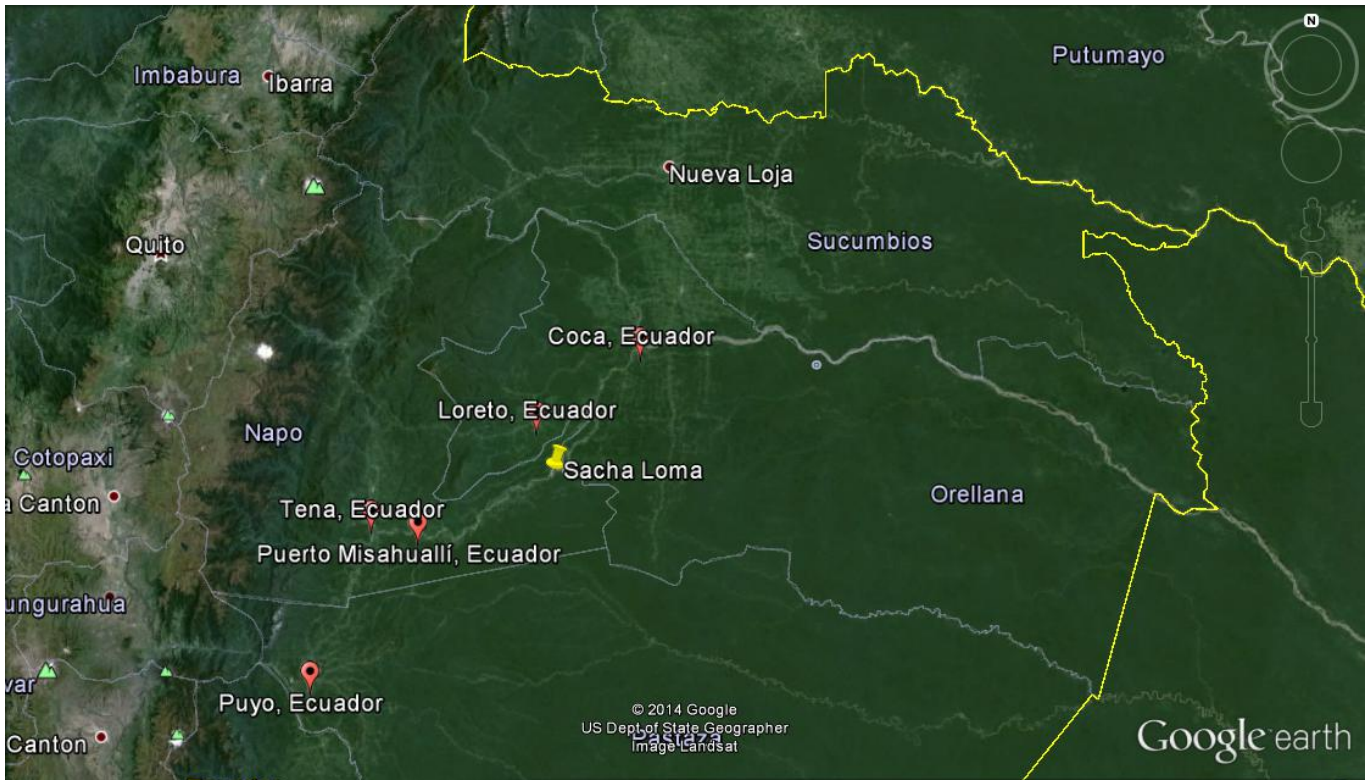 N
Putumayo
Imbabura
Ibarra
Nueva Loja
Quito
Sucumbios
Coca, Ecuador
Loreto, Ecuador
Napo
Cotopaxi
Sacha Loma
Orellana
a Canton
Tena, Ecuador
Puerto Misahuallí, Ecuador
ungurahua
var
Puyo, Ecuador
© 2014 Google
US Dept of State Geographer
Pastaza
Image Landsat
Canton
Google earth